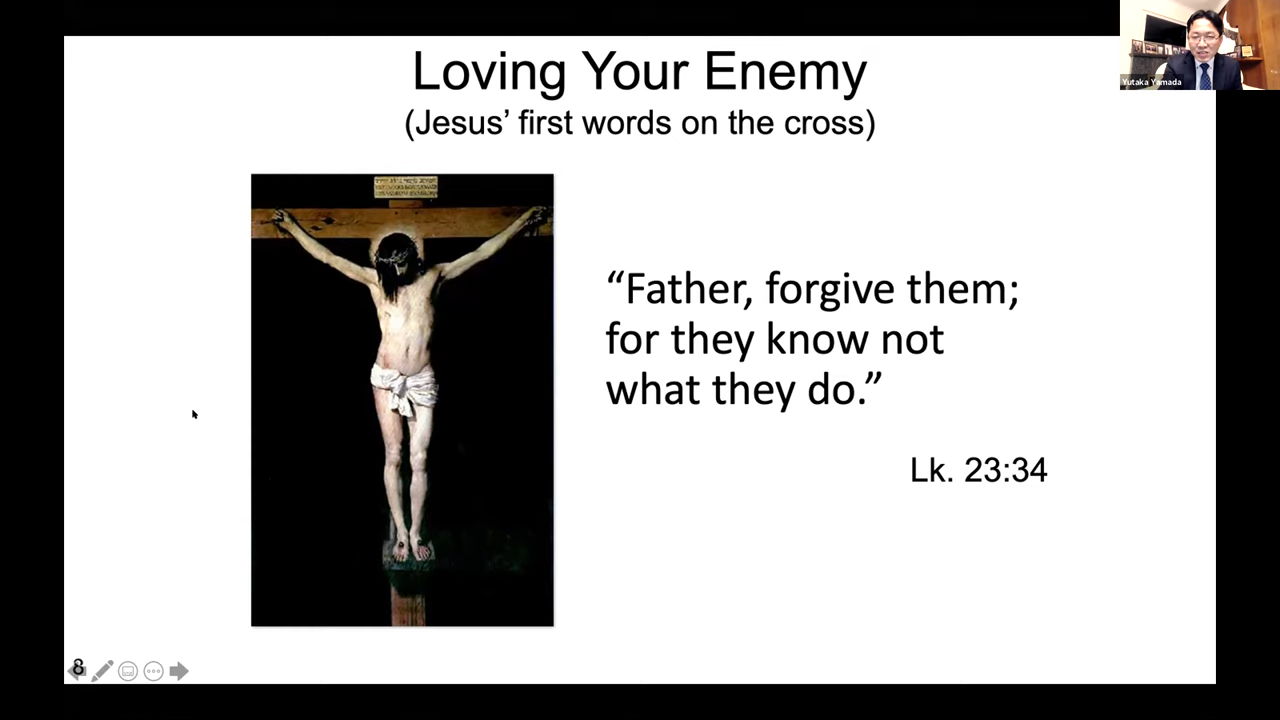 Loving Your Enemy
(Jesus’ first words on the cross)
“Father, forgive them;
for they know not
what they do.”
Lk. 23:34
8
Yutaka Yamada